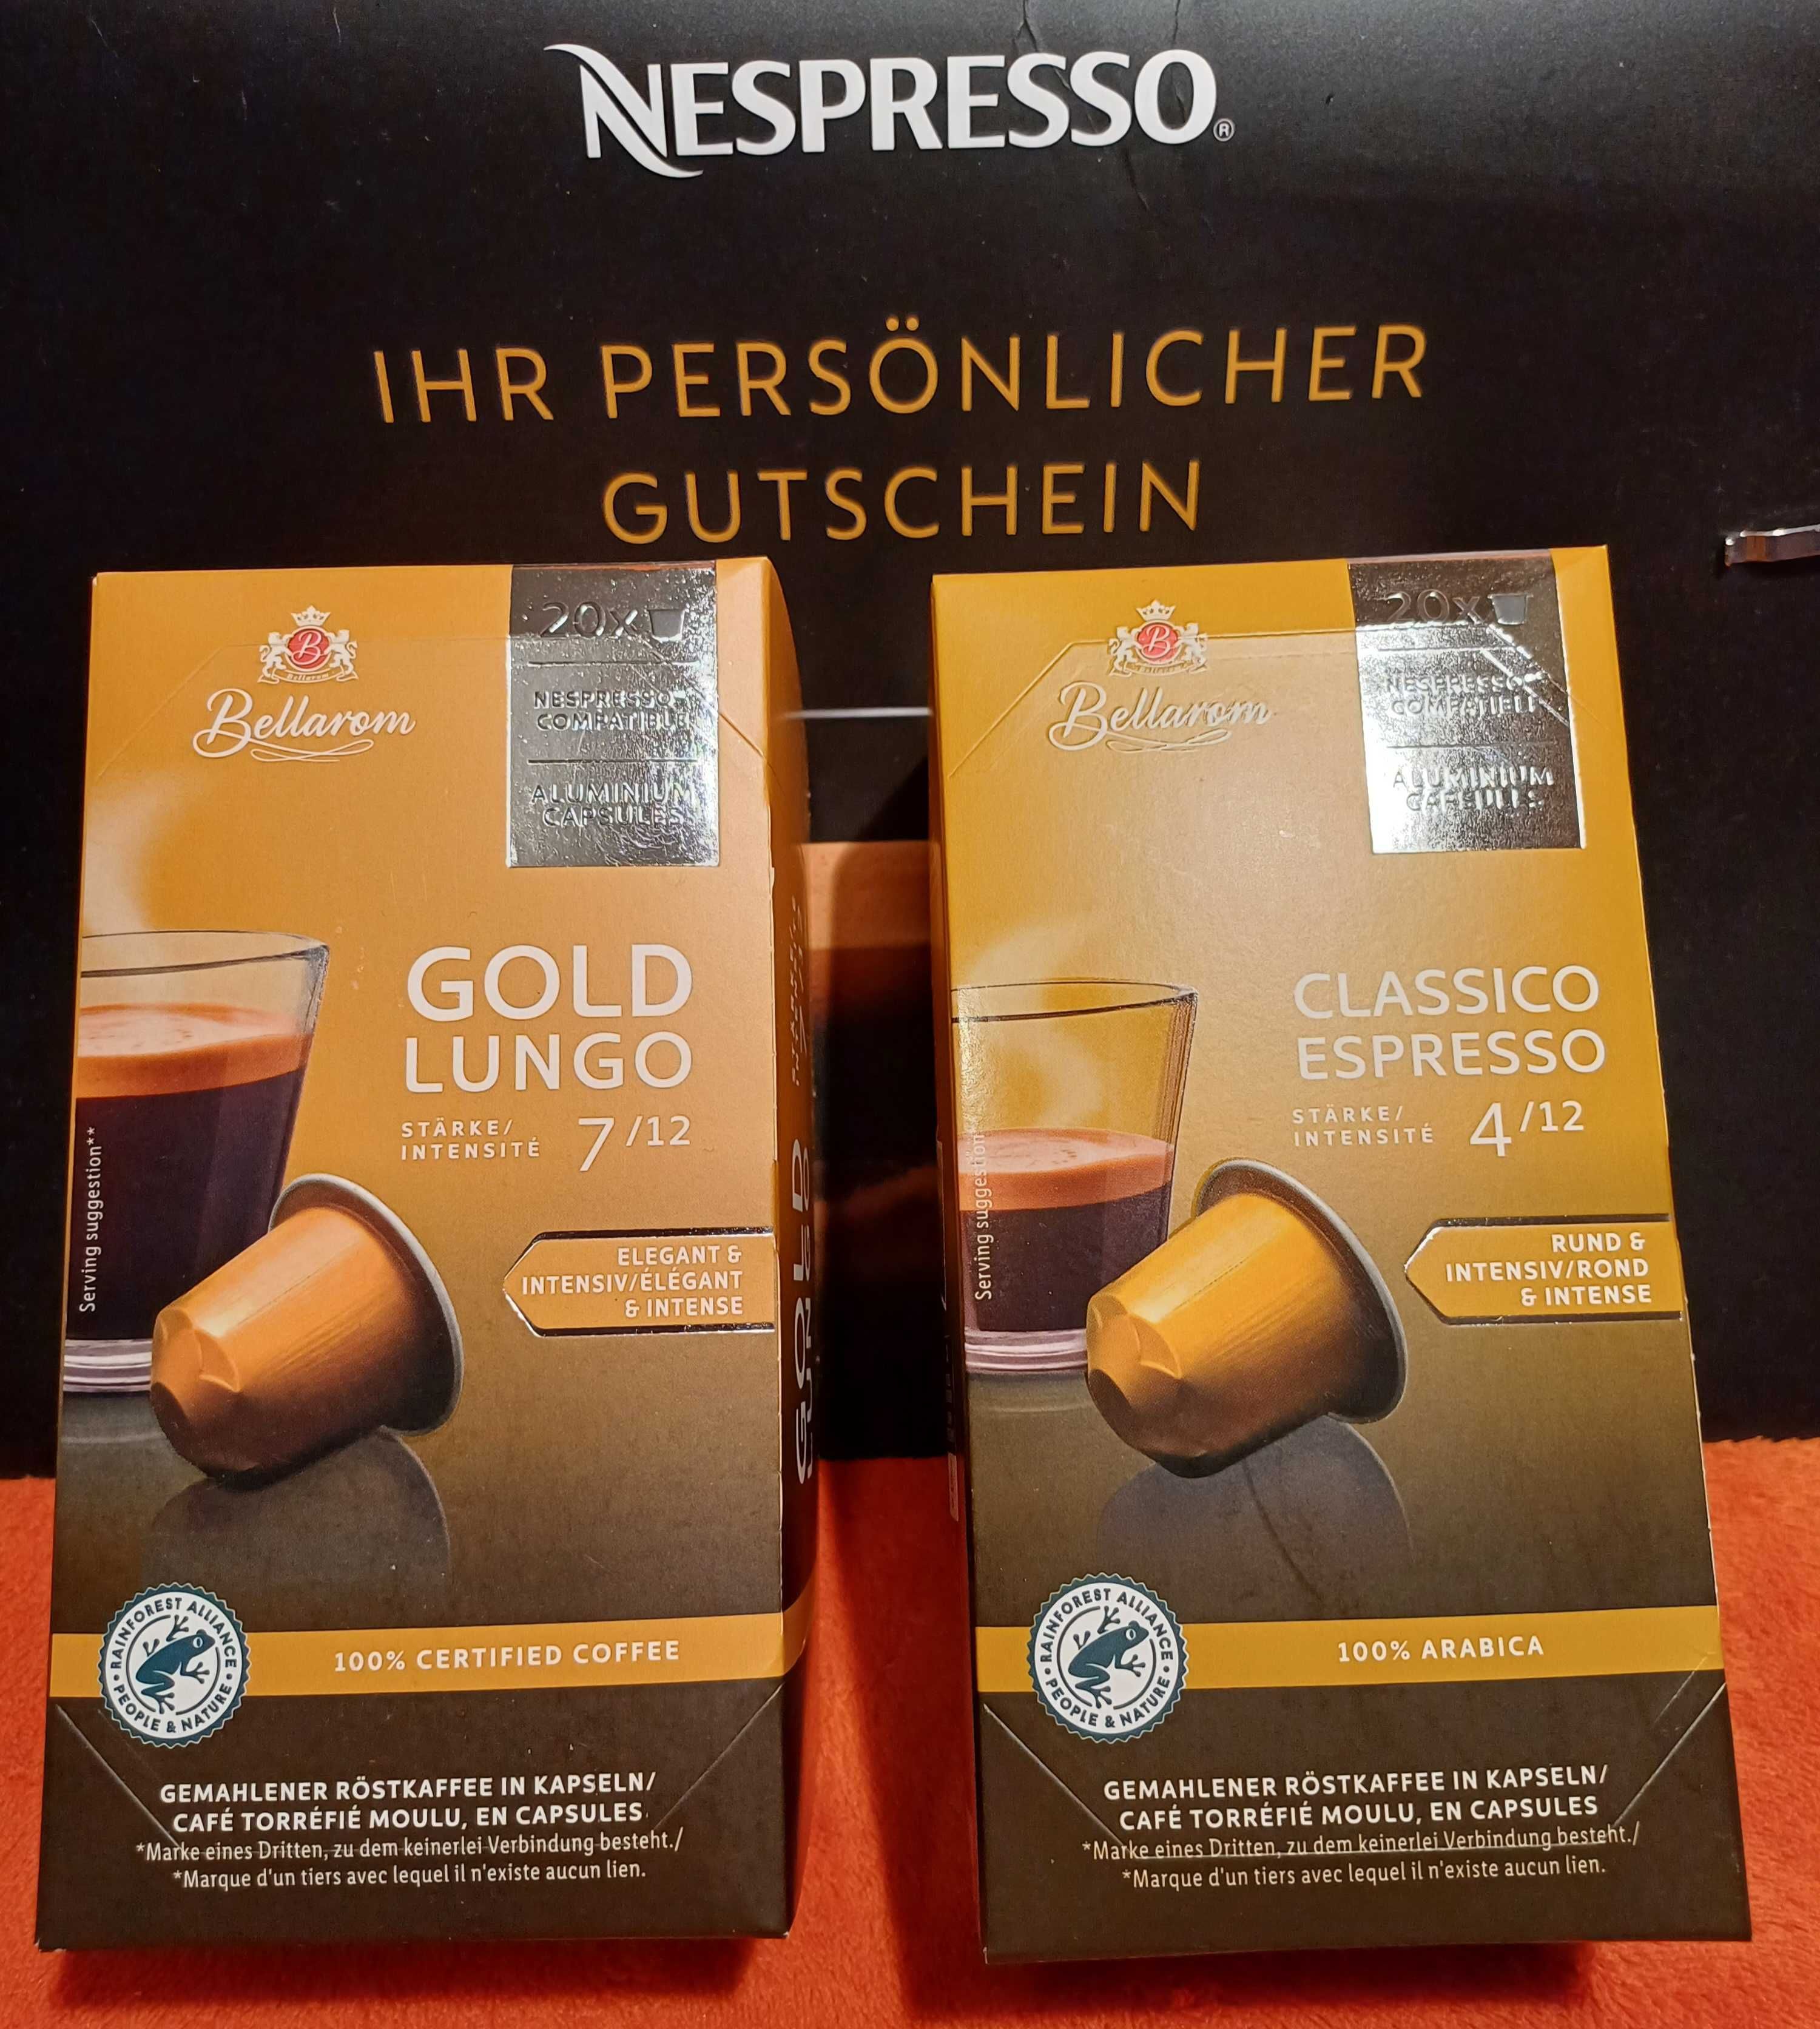 NESPRESSO®
IHR PERSÖNLICHER
GUTSCHEIN
Bellarom
Bellarom
20x
NESPRESSO*
COMPATIBLE
ALUMINIUM
CAPSULES
GOLD
LUNGO
STÄRKE/
INTENSITÉ
7/12
Serving suggestion**
ELEGANT &
INTENSIV/ÉLÉGANT
& INTENSE
RAINFOREST ALLIANCE
PEOPLE & NATURE
100% CERTIFIED COFFEE
GEMAHLENER RÖSTKAFFEE IN KAPSELN/
CAFÉ TORRÉFIÉ MOULU, EN CAPSULES
*Marke eines Dritten, zu dem keinerlei Verbindung besteht./
*Marque d'un tiers avec lequel il n'existe aucun lien.
GOLD
Bellarom
20x
NESPRESSO*
ALUMINIUM
CLASSICO
ESPRESSO
STÄRKE/
INTENSITÉ
4/12
Serving suggestion
RUND &
INTENSIV/ROND
& INTENSE
RAINFOREST ALLIANCE
PEOPLE & NATURE
100% ARABICA
GEMAHLENER RÖSTKAFFEE IN KAPSELN/
CAFÉ TORRÉFIÉ MOULU, EN CAPSULES
*Marke eines Dritten, zu dem keinerlei Verbindung besteht./
*Marque d'un tiers avec lequel il n'existe aucun lien.